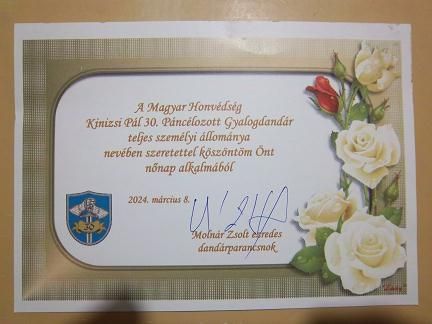 A Magyar Honvédség
Kinizsi Pál 30. Páncélozott Gyalogdandár
teljes személyi állománya
nevében szeretettel köszöntöm Önt
nőnap alkalmából
2024. március 8.
Molnár Zsolt ezredes
dandárparancsnok
30